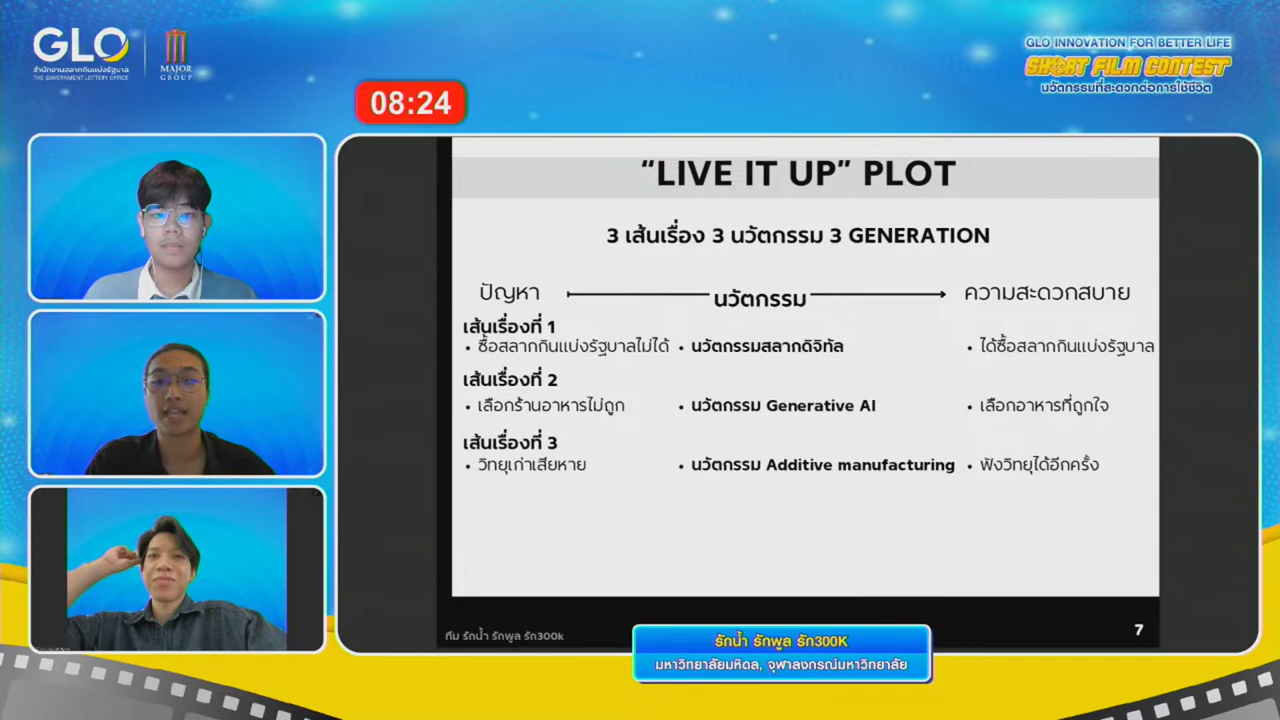 GLO
สำนักงานสลากกินแบ่งรัฐบาล
THE GOVERNMENT LOTTERY OFFICE
MAJOR
GROUP
GLO INNOVATION FOR BETTER LIFE
SHORT FILM CONTEST
นวัตกรรมที่สะดวกต่อการใช้ชีวิต
08:24
“LIVE IT UP” PLOT
3 เส้นเรื่อง 3 นวัตกรรม 3 GENERATION
ปัญหา นวัตกรรม ความสะดวกสบาย
เส้นเรื่องที่ 1
• ซื้อสลากกินแบ่งรัฐบาลไม่ได้ • นวัตกรรมสลากดิจิทัล • ได้ซื้อสลากกินแบ่งรัฐบาล
เส้นเรื่องที่ 2
• เลือกร้านอาหารไม่ถูก • นวัตกรรม Generative AI • เลือกอาหารที่ถูกใจ
เส้นเรื่องที่ 3
• วิทยุเก่าเสียหาย • นวัตกรรม Additive manufacturing • ฟังวิทยุได้อีกครั้ง
ทีม รักน้ำ รักพูล รัก300k
7
รักน้ำ รักพูล รัก300K
มหาวิทยาลัยมหิดล, จุฬาลงกรณ์มหาวิทยาลัย